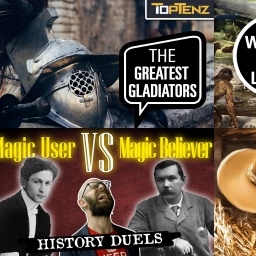 TOPTENZ
THE
GREATEST
GLADIATORS
W
L
Magic User VS Magic Believer
HISTORY DUELS